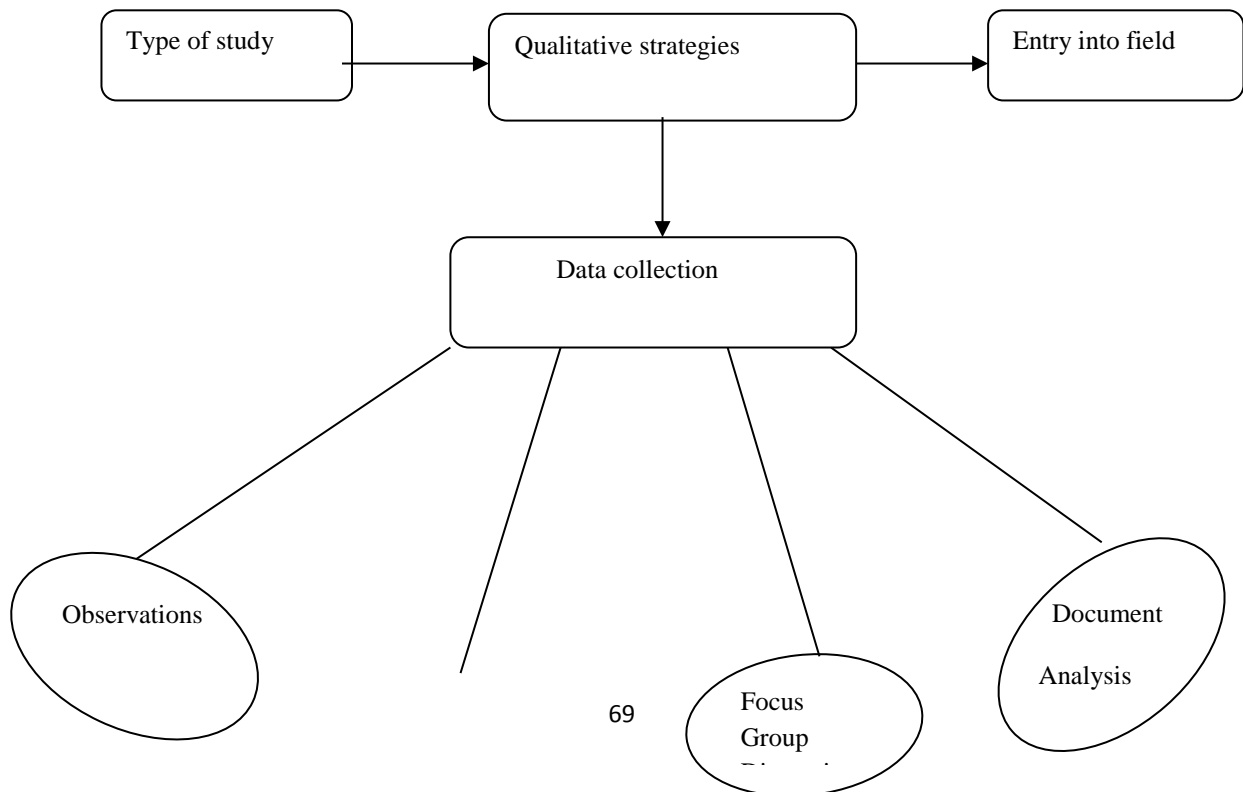 Type of study
Qualitative strategies
Entry into field
Data collection
Observations
Document
Analysis
Focus
Group
69